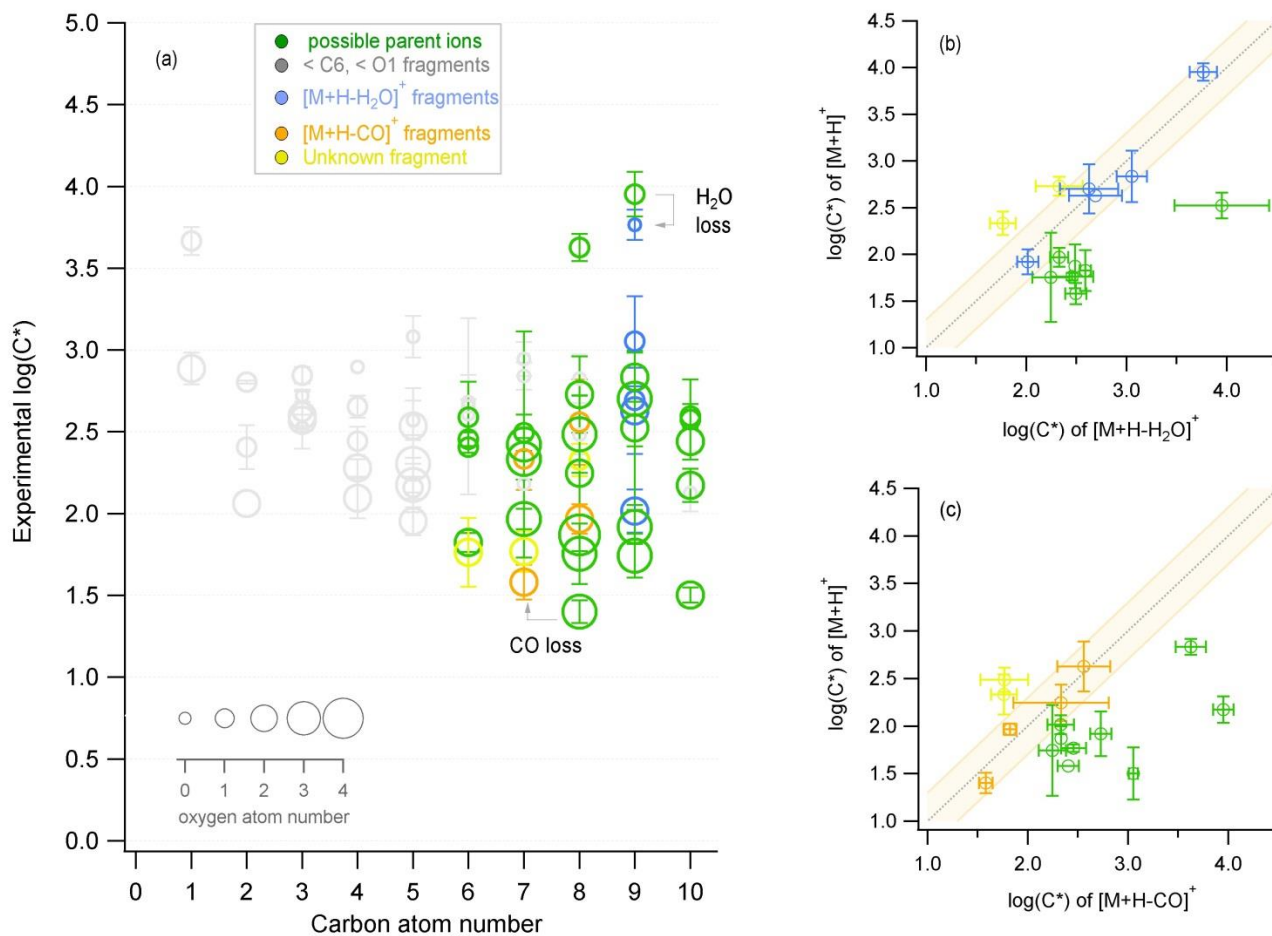 (a)
possible parent ions
< C6, < O1 fragments
[M+H-H₂O]⁺ fragments
[M+H-CO]⁺ fragments
Unknown fragment
5.0
4.5
4.0
3.5
3.0
2.5
2.0
1.5
1.0
0.5
0.0
Experimental log(C*)
H₂O
loss
CO loss
0 1 2 3 4
oxygen atom number
0 1 2 3 4 5 6 7 8 9 10
Carbon atom number
(b)
4.5
4.0
3.5
3.0
2.5
2.0
1.5
1.0
log(C*) of [M+H]⁺
1.0 2.0 3.0 4.0
log(C*) of [M+H-H₂O]⁺
(c)
4.5
4.0
3.5
3.0
2.5
2.0
1.5
1.0
log(C*) of [M+H]⁺
1.0 2.0 3.0 4.0
log(C*) of [M+H-CO]⁺